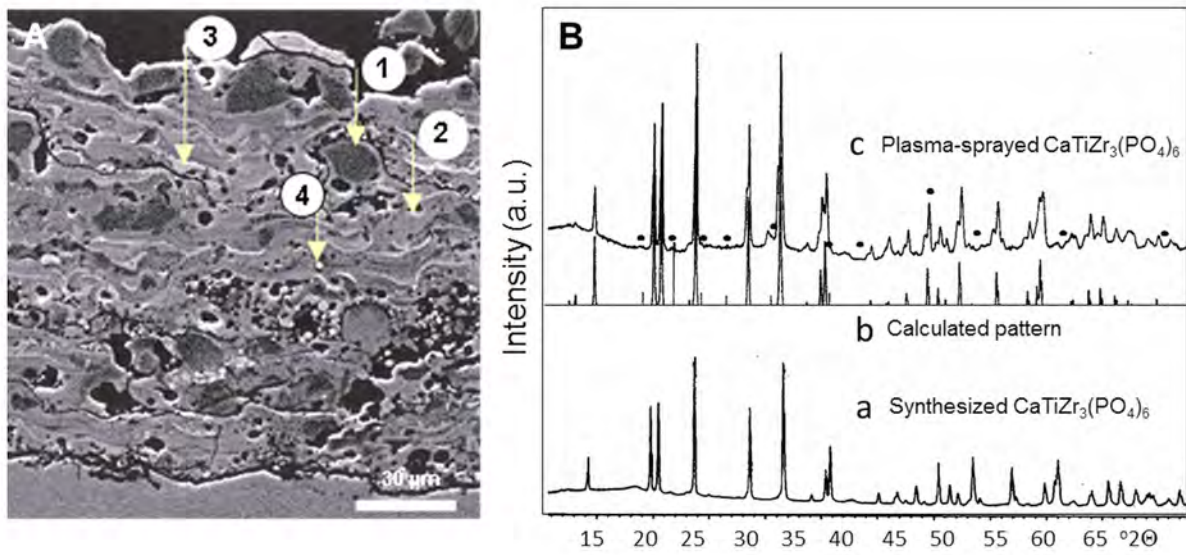 A
3
1
2
4
30 µm
B
Intensity (a.u.)
c Plasma-sprayed CaTiZr₃(PO₄)₆
b Calculated pattern
a Synthesized CaTiZr₃(PO₄)₆
15 20 25 30 35 40 45 50 55 60 65 º2Θ